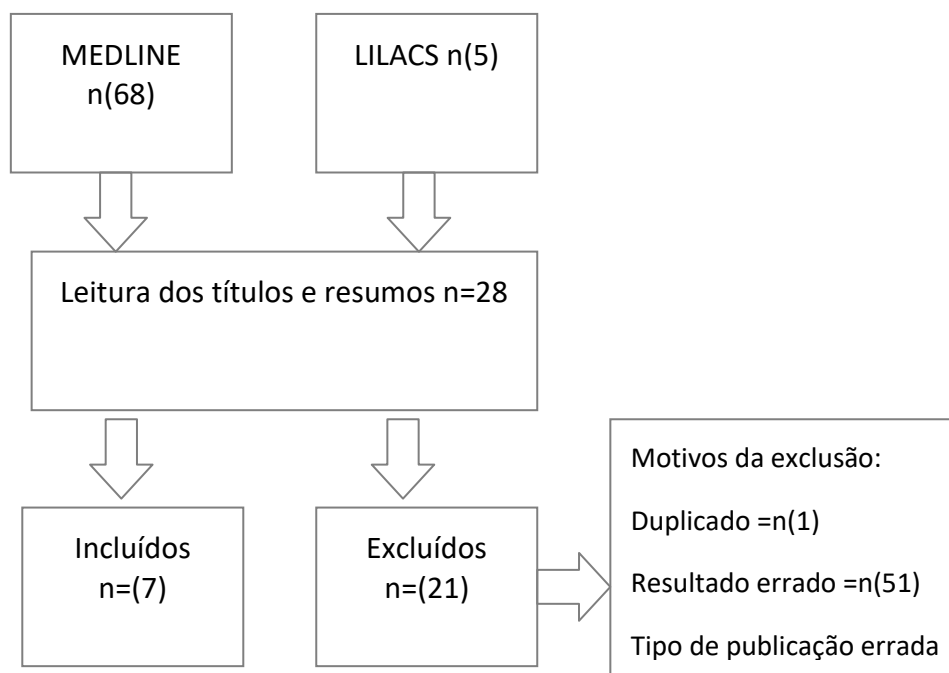 MEDLINE
n(68)
LILACS n(5)
Leitura dos títulos e resumos n=28
Incluídos
n=(7)
Excluídos
n=(21)
Motivos da exclusão:
Duplicado =n(1)
Resultado errado =n(51)
Tipo de publicação errada